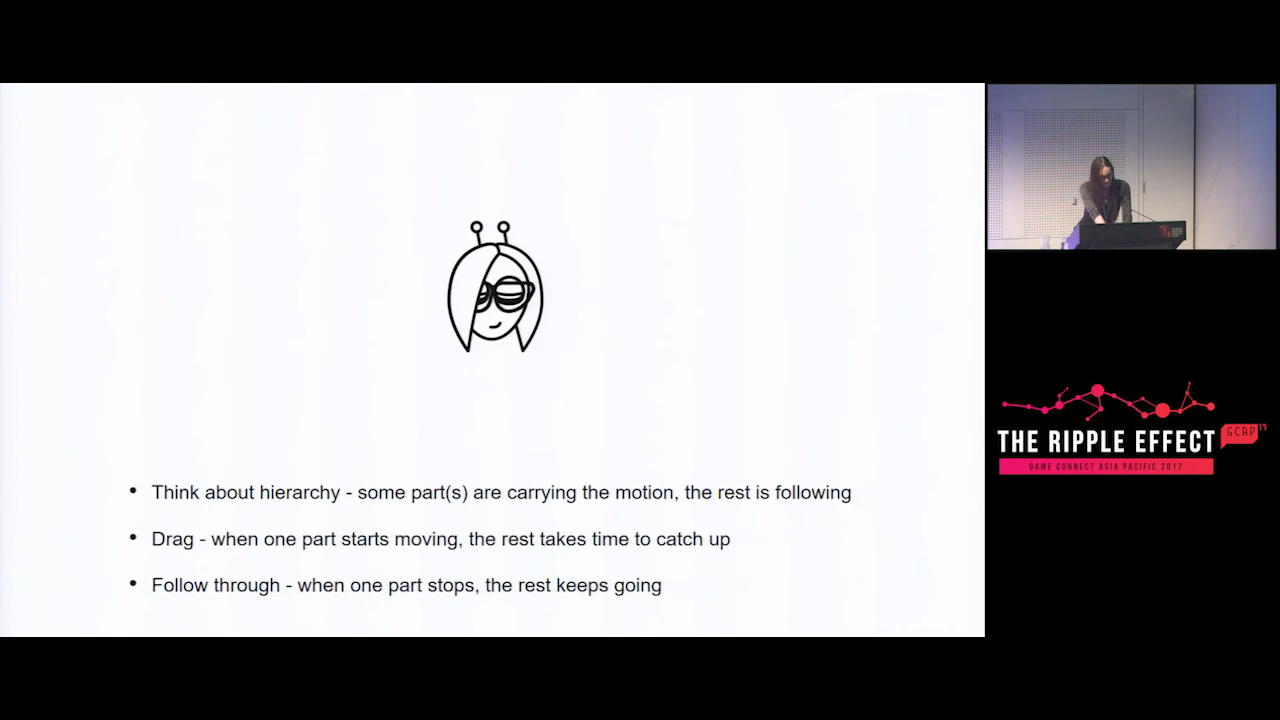 • Think about hierarchy - some part(s) are carrying the motion, the rest is following
• Drag - when one part starts moving, the rest takes time to catch up
• Follow through - when one part stops, the rest keeps going
THE RIPPLE EFFECT
GCAP 17
GAME CONNECT ASIA PACIFIC 2017